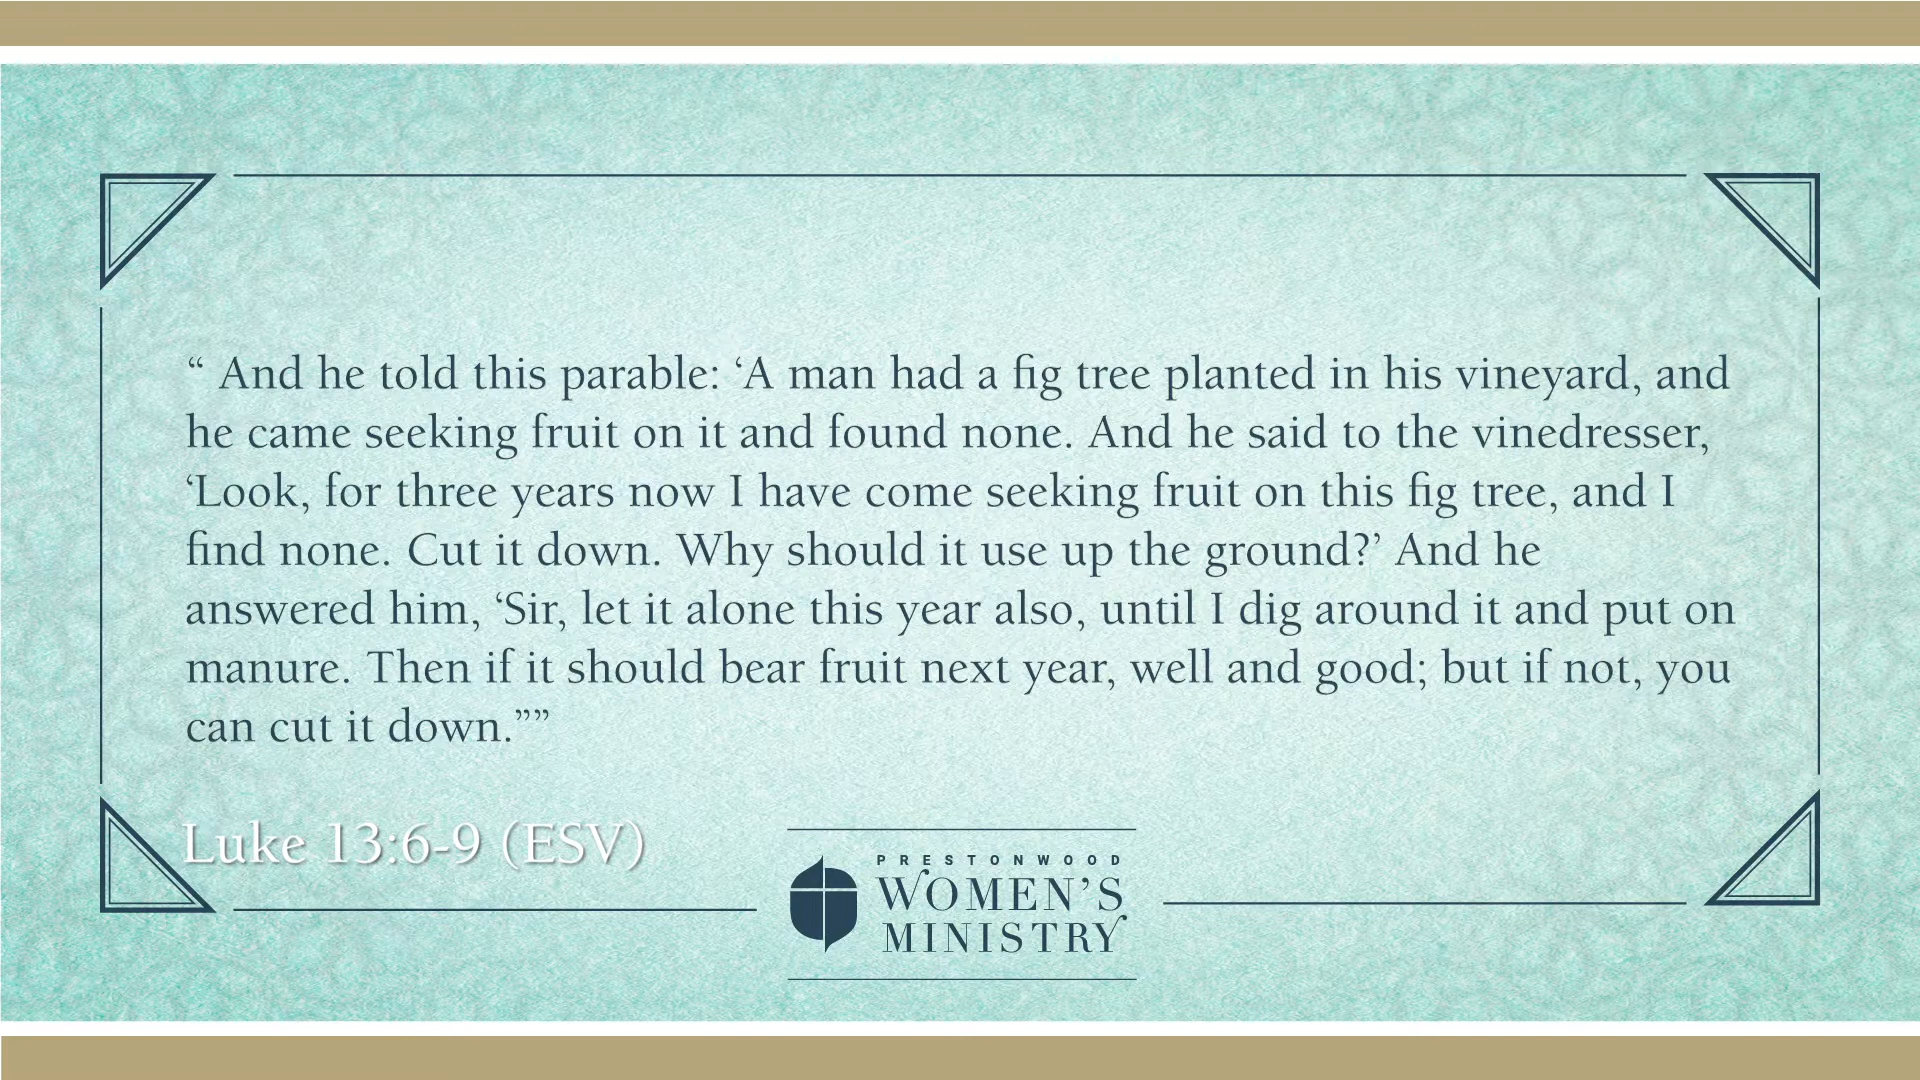 “ And he told this parable: ‘A man had a fig tree planted in his vineyard, and
he came seeking fruit on it and found none. And he said to the vinedresser,
‘Look, for three years now I have come seeking fruit on this fig tree, and I
find none. Cut it down. Why should it use up the ground?’ And he
answered him, ‘Sir, let it alone this year also, until I dig around it and put on
manure. Then if it should bear fruit next year, well and good; but if not, you
can cut it down.””
Luke 13:6-9 (ESV)
PRESTONWOOD
WOMEN’S
MINISTRY